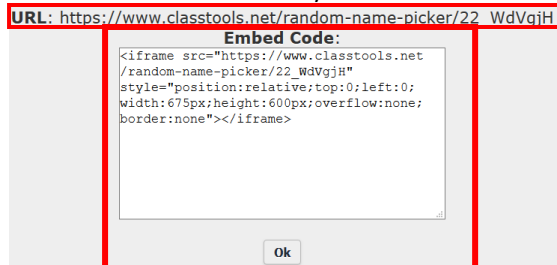 URL: https://www.classtools.net/random-name-picker/22_WdVgjH
Embed Code:
<iframe src="https://www.classtools.net
/random-name-picker/22_WdVgjH"
style="position:relative;top:0;left:0;
width:675px;height:600px;overflow:none;
border:none"></iframe>
Ok